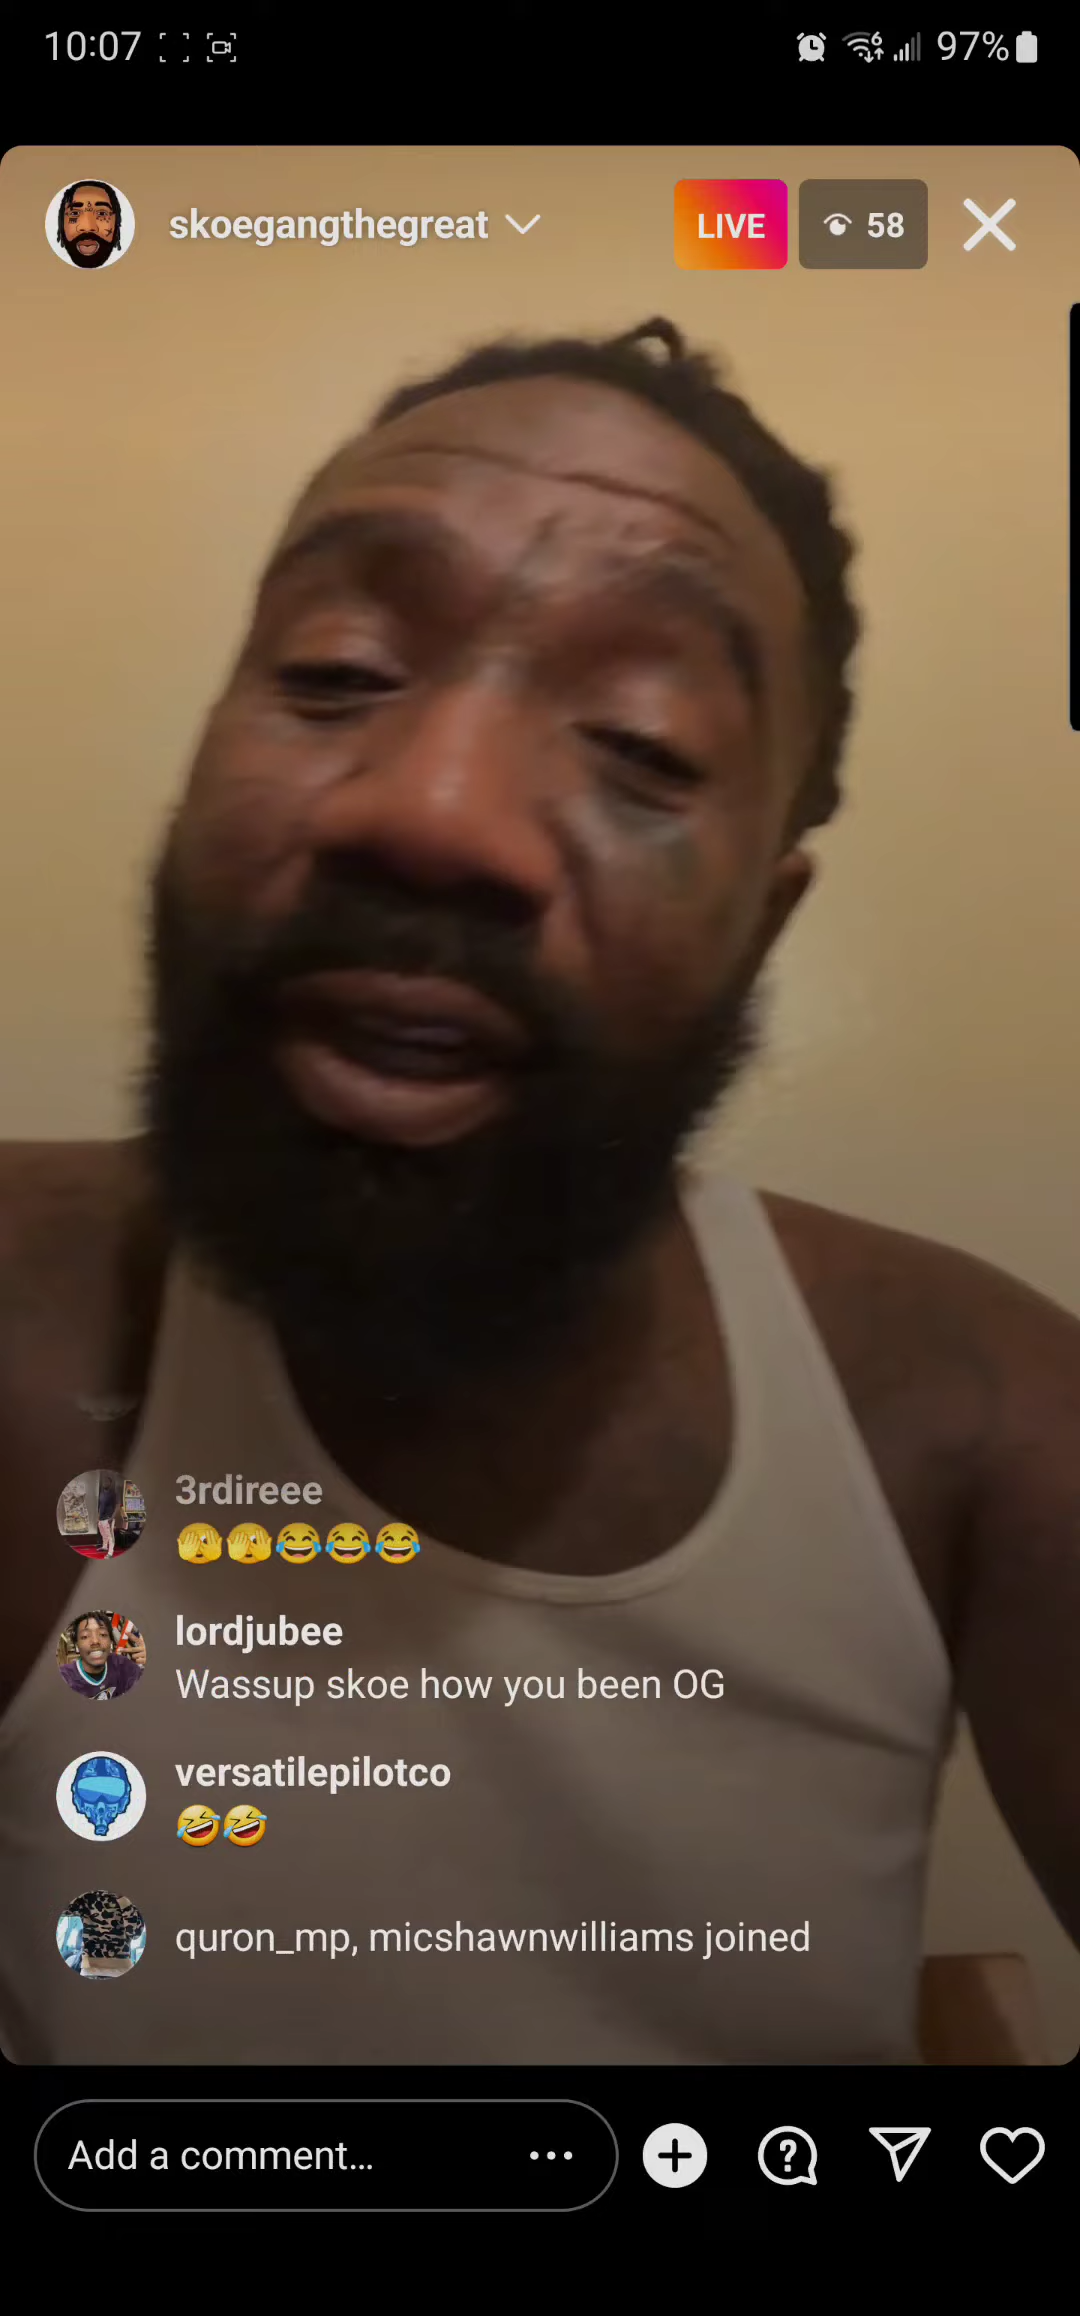 10:07
6
97%
skoegangthegreat
LIVE
58
3rdireee
🫣🫣😂😂😂
lordjubee
Wassup skoe how you been OG
versatilepilotco
🤣🤣
quron_mp, micshawnwilliams joined
Add a comment...